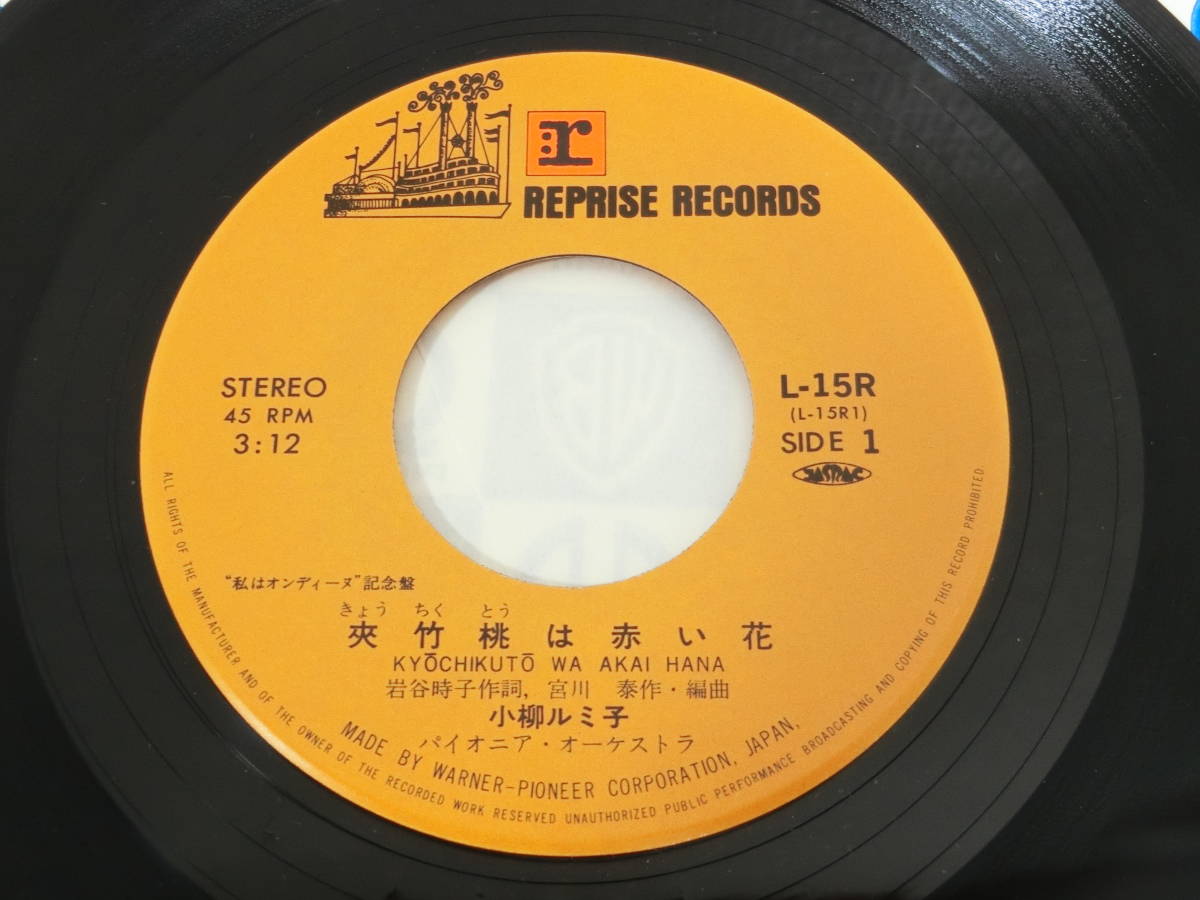 r
REPRISE RECORDS
STEREO
45 RPM
3:12
L-15R
(L-15R1)
SIDE 1
JASRAC
"私はオンディーヌ"記念盤
きょう ちく とう
夾竹桃は赤い花
KYŌCHIKUTŌ WA AKAI HANA
岩谷時子作詞, 宮川 泰作・編曲
小柳ルミ子
パイオニア・オーケストラ
MADE BY WARNER-PIONEER CORPORATION, JAPAN,
ALL RIGHTS OF THE MANUFACTURER AND OF THE OWNER OF THE RECORDED WORK RESERVED UNAUTHORIZED PUBLIC PERFORMANCE BROADCASTING AND COPYING OF THIS RECORD PROHIBITED.